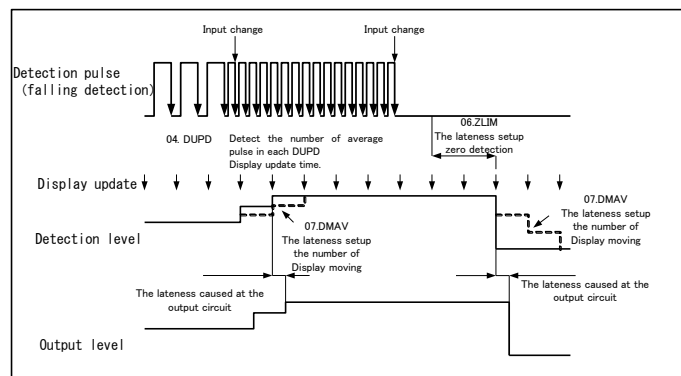 Input change
Input change
Detection pulse
(falling detection)
06.ZLIM
The lateness setup
zero detection
04. DUPD
Detect the number of average
pulse in each DUPD
Display update time.
Display update
07.DMAV
The lateness setup
the number of
Display moving
07.DMAV
The lateness setup
the number of
Display moving
Detection level
The lateness caused at the
output circuit
The lateness caused at the
output circuit
Output level